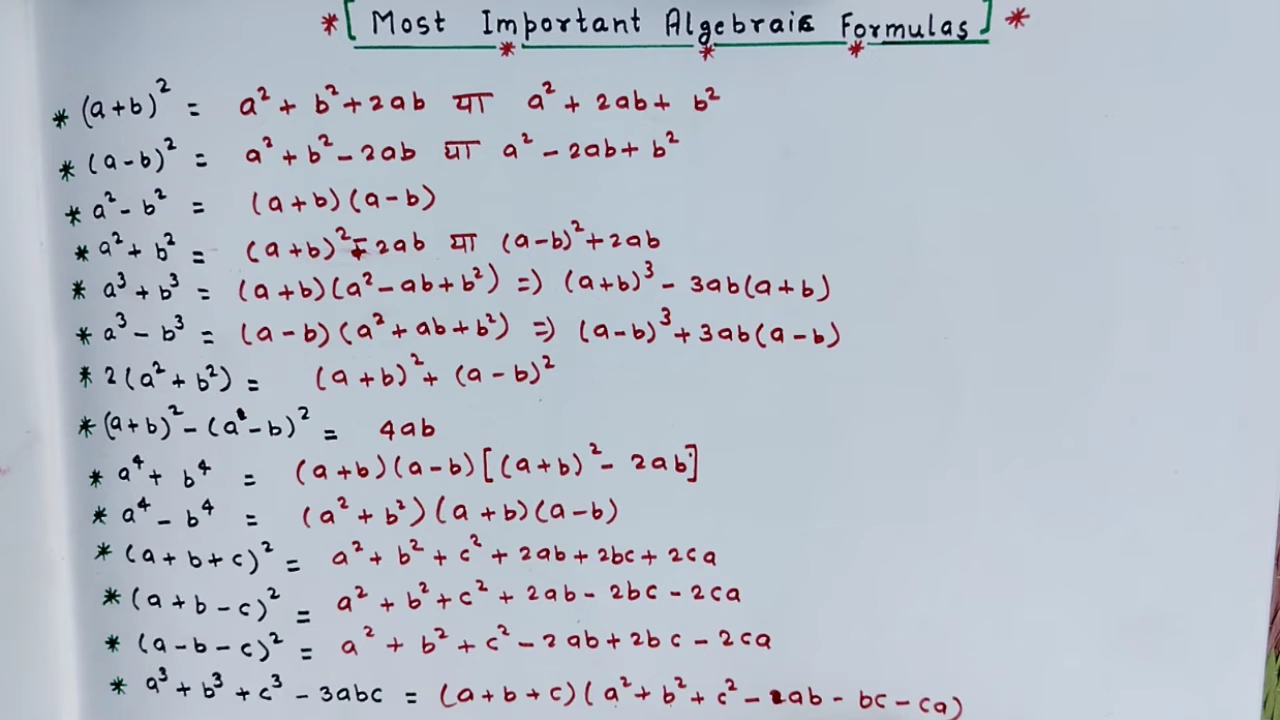 *[Most Important Algebraic Formulas]*
* * *
* (a+b)² = a² + b² + 2ab या a² + 2ab + b²
* (a-b)² = a² + b² - 2ab या a² - 2ab + b²
* a² - b² = (a+b)(a-b)
* a² + b² = (a+b)² - 2ab या (a-b)² + 2ab
* a³ + b³ = (a+b)(a² - ab + b²) => (a+b)³ - 3ab(a+b)
* a³ - b³ = (a-b)(a² + ab + b²) => (a-b)³ + 3ab(a-b)
* 2(a² + b²) = (a+b)² + (a-b)²
* (a+b)² - (a-b)² = 4ab
* a⁴ + b⁴ = (a+b)(a-b)[(a+b)² - 2ab]
* a⁴ - b⁴ = (a² + b²)(a+b)(a-b)
* (a+b+c)² = a² + b² + c² + 2ab + 2bc + 2ca
* (a+b-c)² = a² + b² + c² + 2ab - 2bc - 2ca
* (a-b-c)² = a² + b² + c² - 2ab + 2bc - 2ca
* a³ + b³ + c³ - 3abc = (a+b+c)(a² + b² + c² - ab - bc - ca)